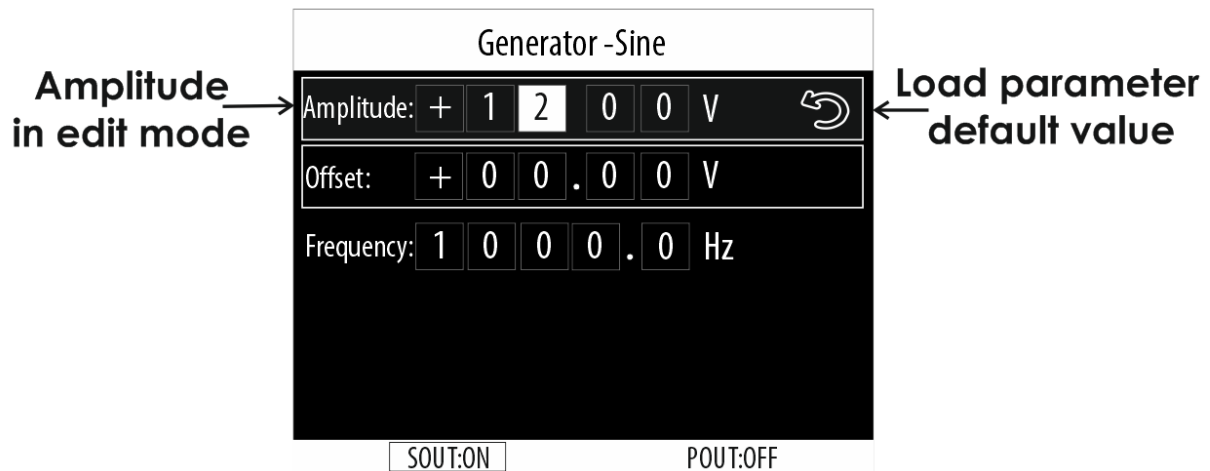 Generator -Sine
Amplitude in edit mode
Amplitude: + 1 2 0 0 V
Load parameter default value
Offset: + 0 0 . 0 0 V
Frequency: 1 0 0 0 . 0 Hz
SOUT:ON POUT:OFF